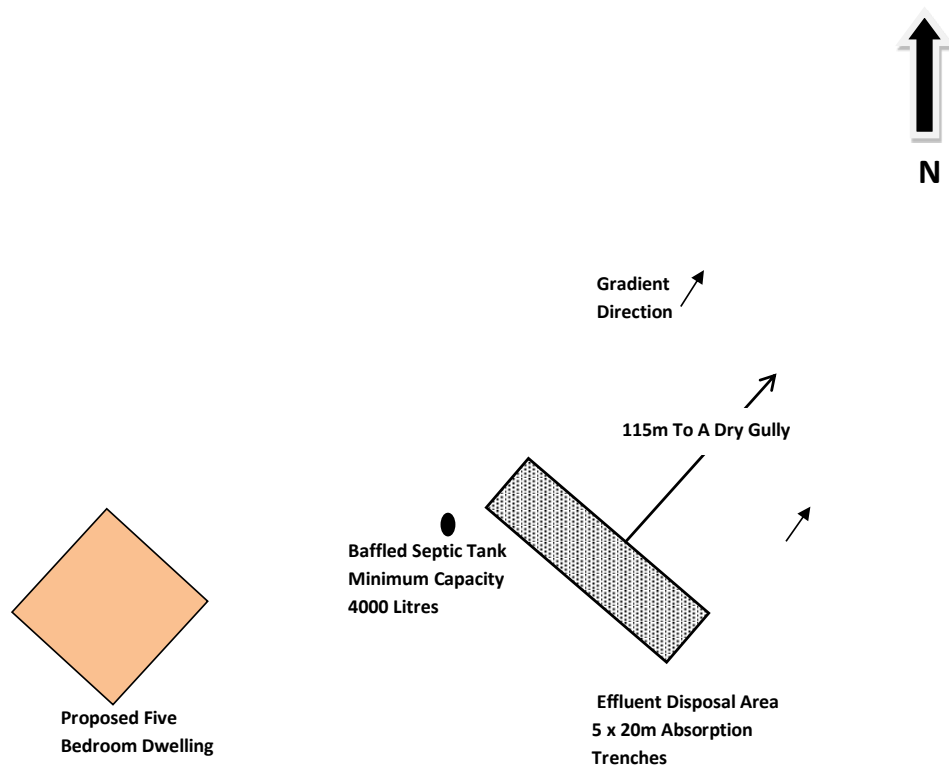 N
Gradient
Direction
115m To A Dry Gully
Baffled Septic Tank
Minimum Capacity
4000 Litres
Effluent Disposal Area
5 x 20m Absorption
Trenches
Proposed Five
Bedroom Dwelling